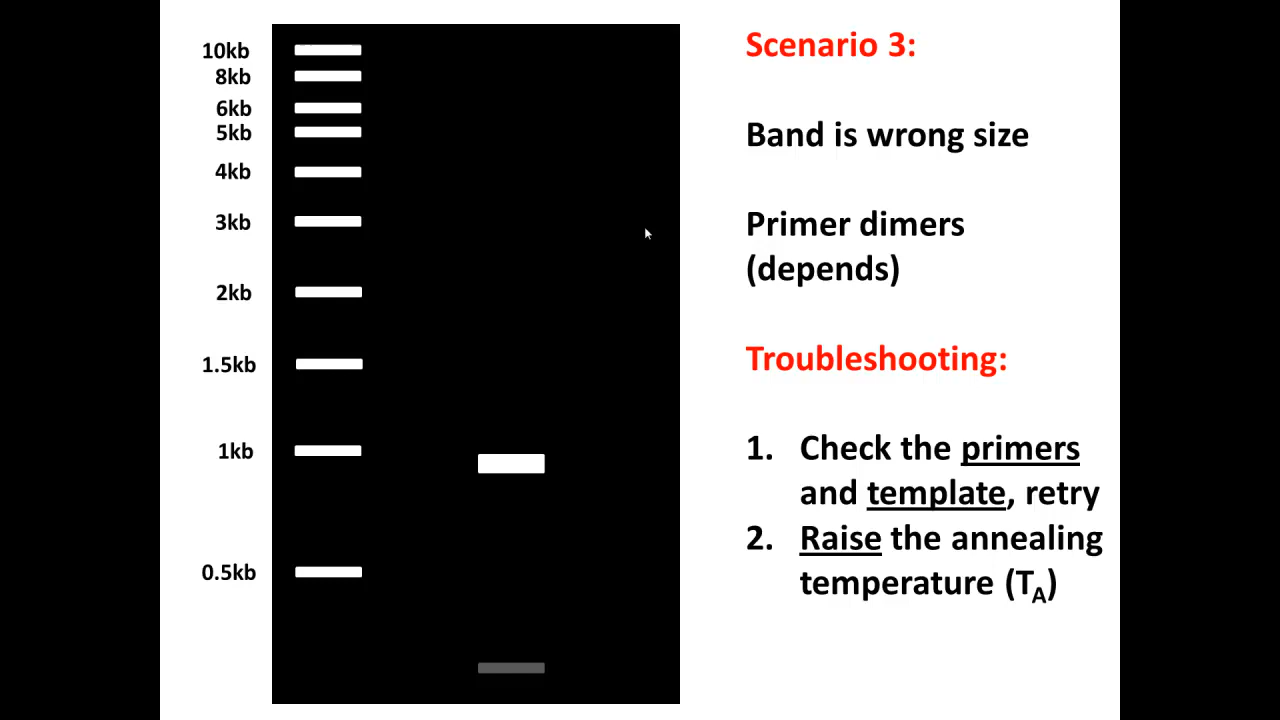 10kb
8kb
6kb
5kb
4kb
3kb
2kb
1.5kb
1kb
0.5kb
Scenario 3:
Band is wrong size
Primer dimers
(depends)
Troubleshooting:
1. Check the primers
and template, retry
2. Raise the annealing
temperature (TA)